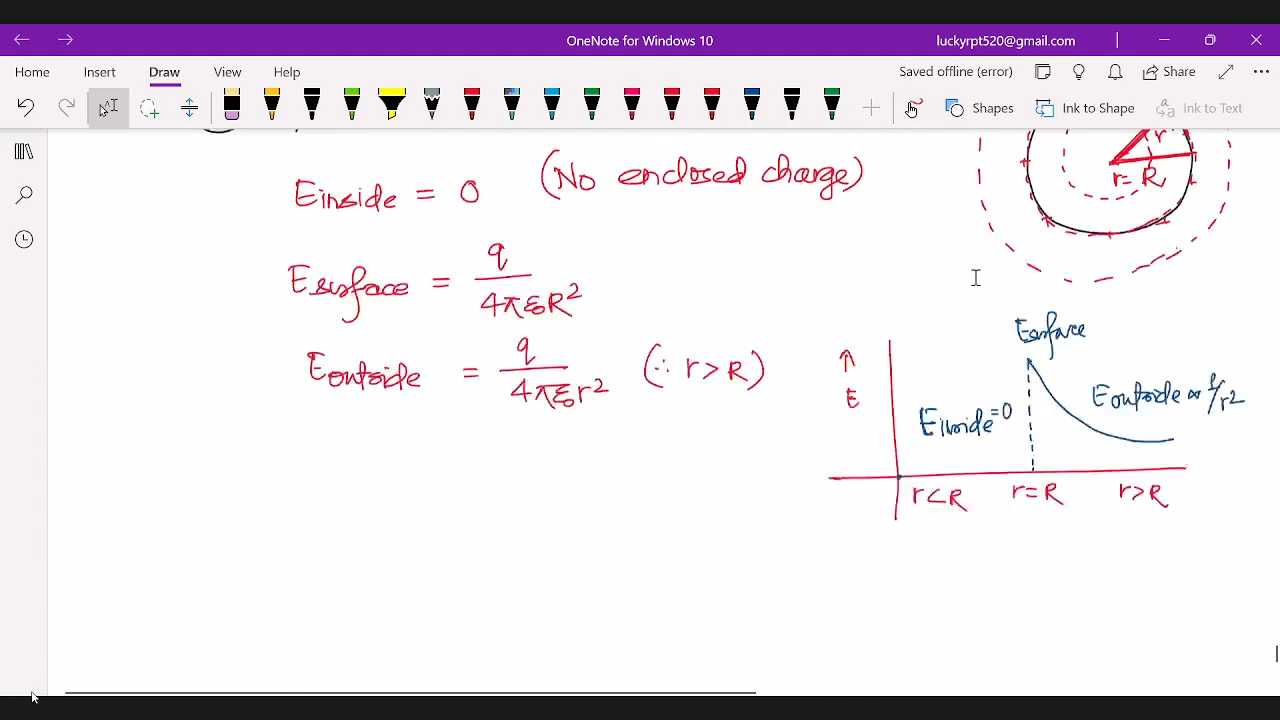 OneNote for Windows 10
luckyrpt520@gmail.com
Home Insert Draw View Help
Saved offline (error)
Share
Shapes
Ink to Shape
Ink to Text
Einside = 0 (No enclosed charge)
Esurface = q / 4πε₀R²
Eoutside = q / 4πε₀r² (∵ r > R)
r
r = R
Esurface
↑
E
Einside = 0
Eoutside ∝ 1/r²
r < R r = R r > R